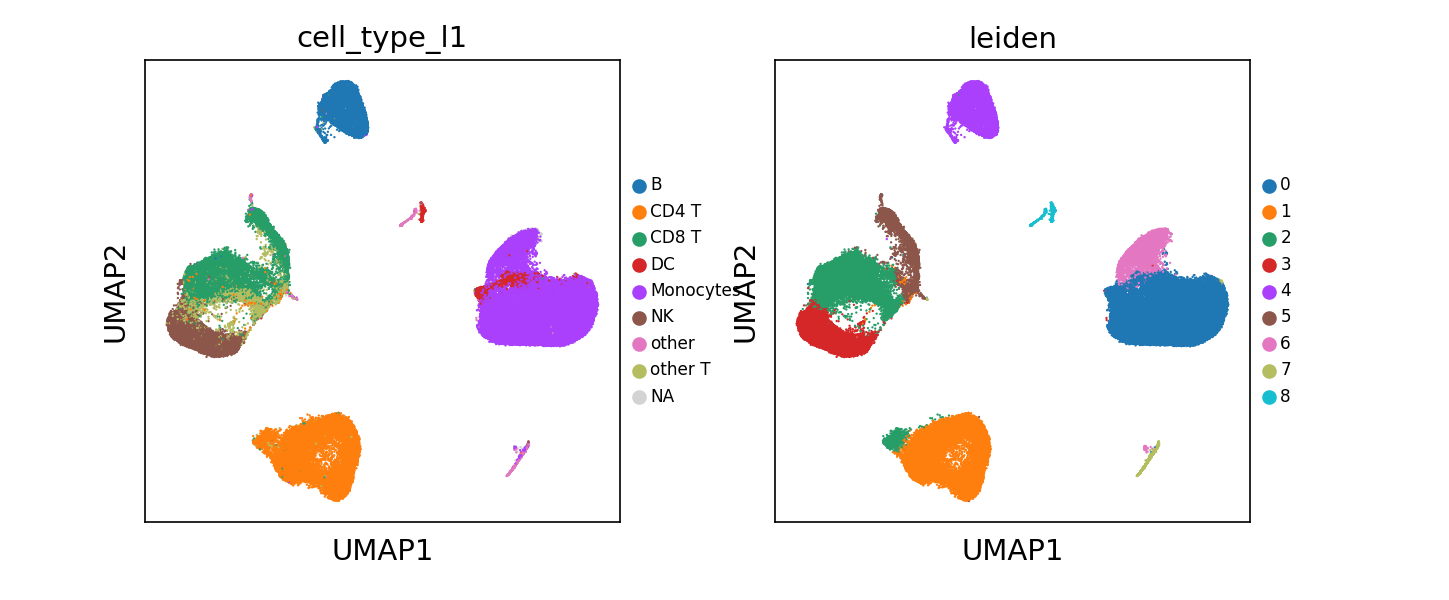 cell_type_l1
UMAP2
UMAP1
B
CD4 T
CD8 T
DC
Monocytes
NK
other
other T
NA
leiden
UMAP2
UMAP1
0
1
2
3
4
5
6
7
8